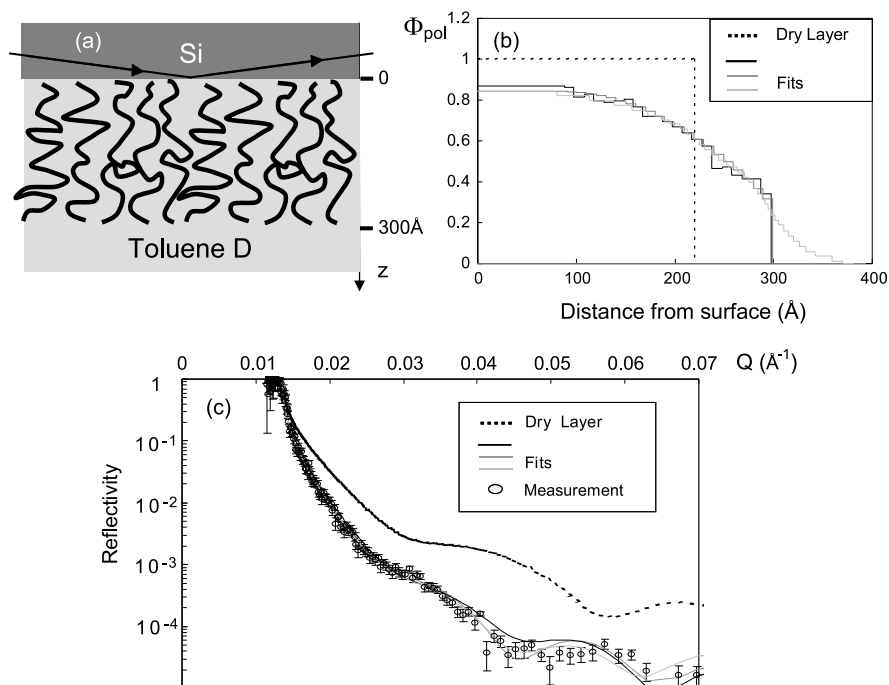 (a)
Si
0
300Å
Toluene D
z
Φpol
(b)
1.2
1
0.8
0.6
0.4
0.2
0
Dry Layer
Fits
0 100 200 300 400
Distance from surface (Å)
0 0.01 0.02 0.03 0.04 0.05 0.06 0.07 Q (Å⁻¹)
(c)
1
10⁻¹
10⁻²
10⁻³
10⁻⁴
Reflectivity
Dry Layer
Fits
Measurement